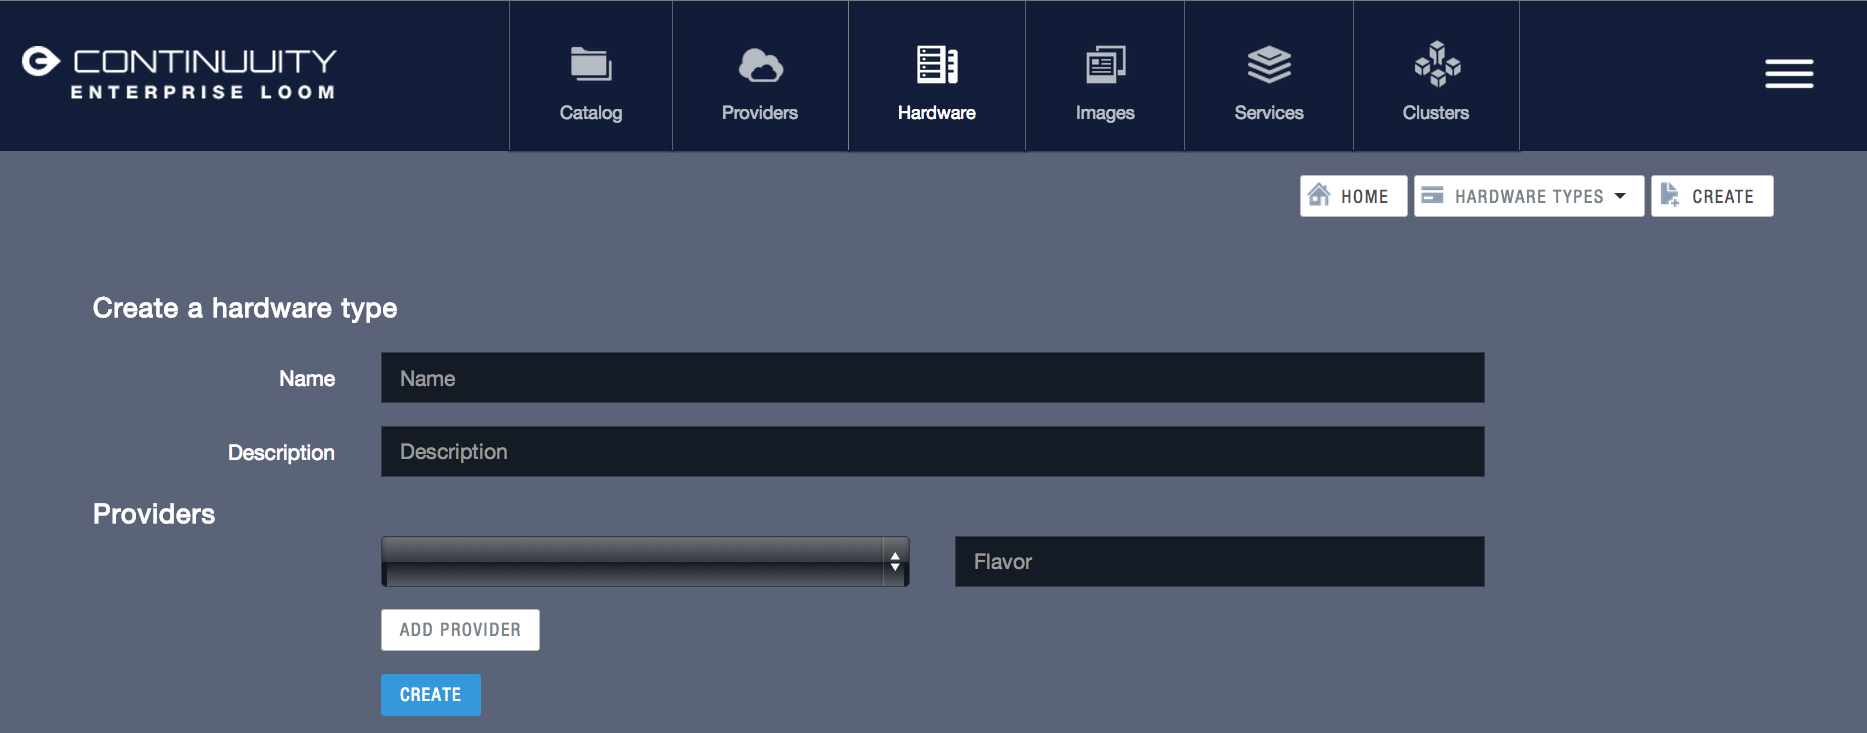 CONTINUUITY
ENTERPRISE LOOM
Catalog
Providers
Hardware
Images
Services
Clusters
HOME
HARDWARE TYPES
CREATE
Create a hardware type
Name
Name
Description
Description
Providers
Flavor
ADD PROVIDER
CREATE